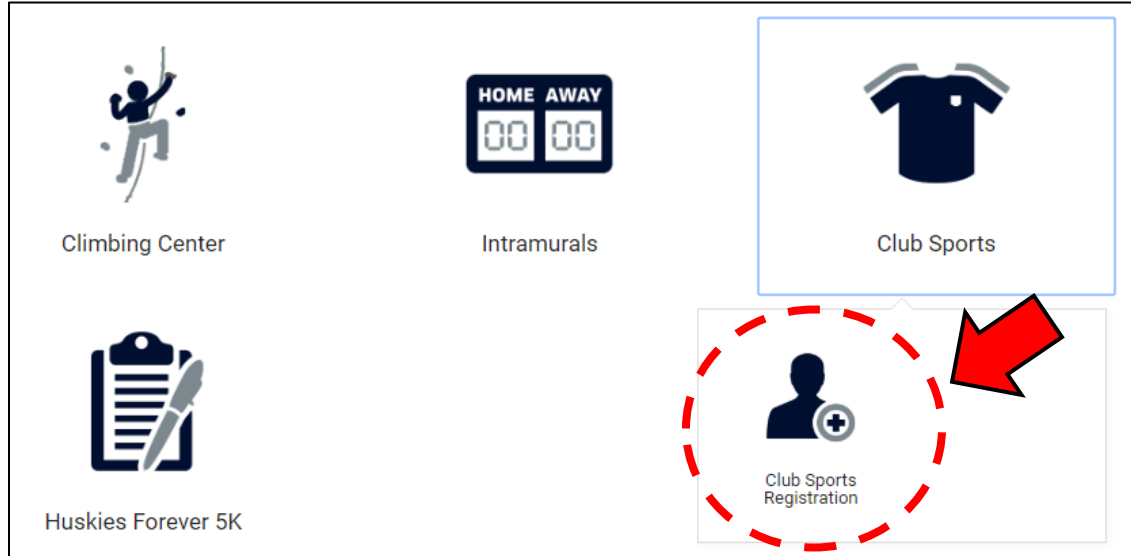 HOME AWAY
00 00
Climbing Center
Intramurals
Club Sports
Club Sports
Registration
Huskies Forever 5K